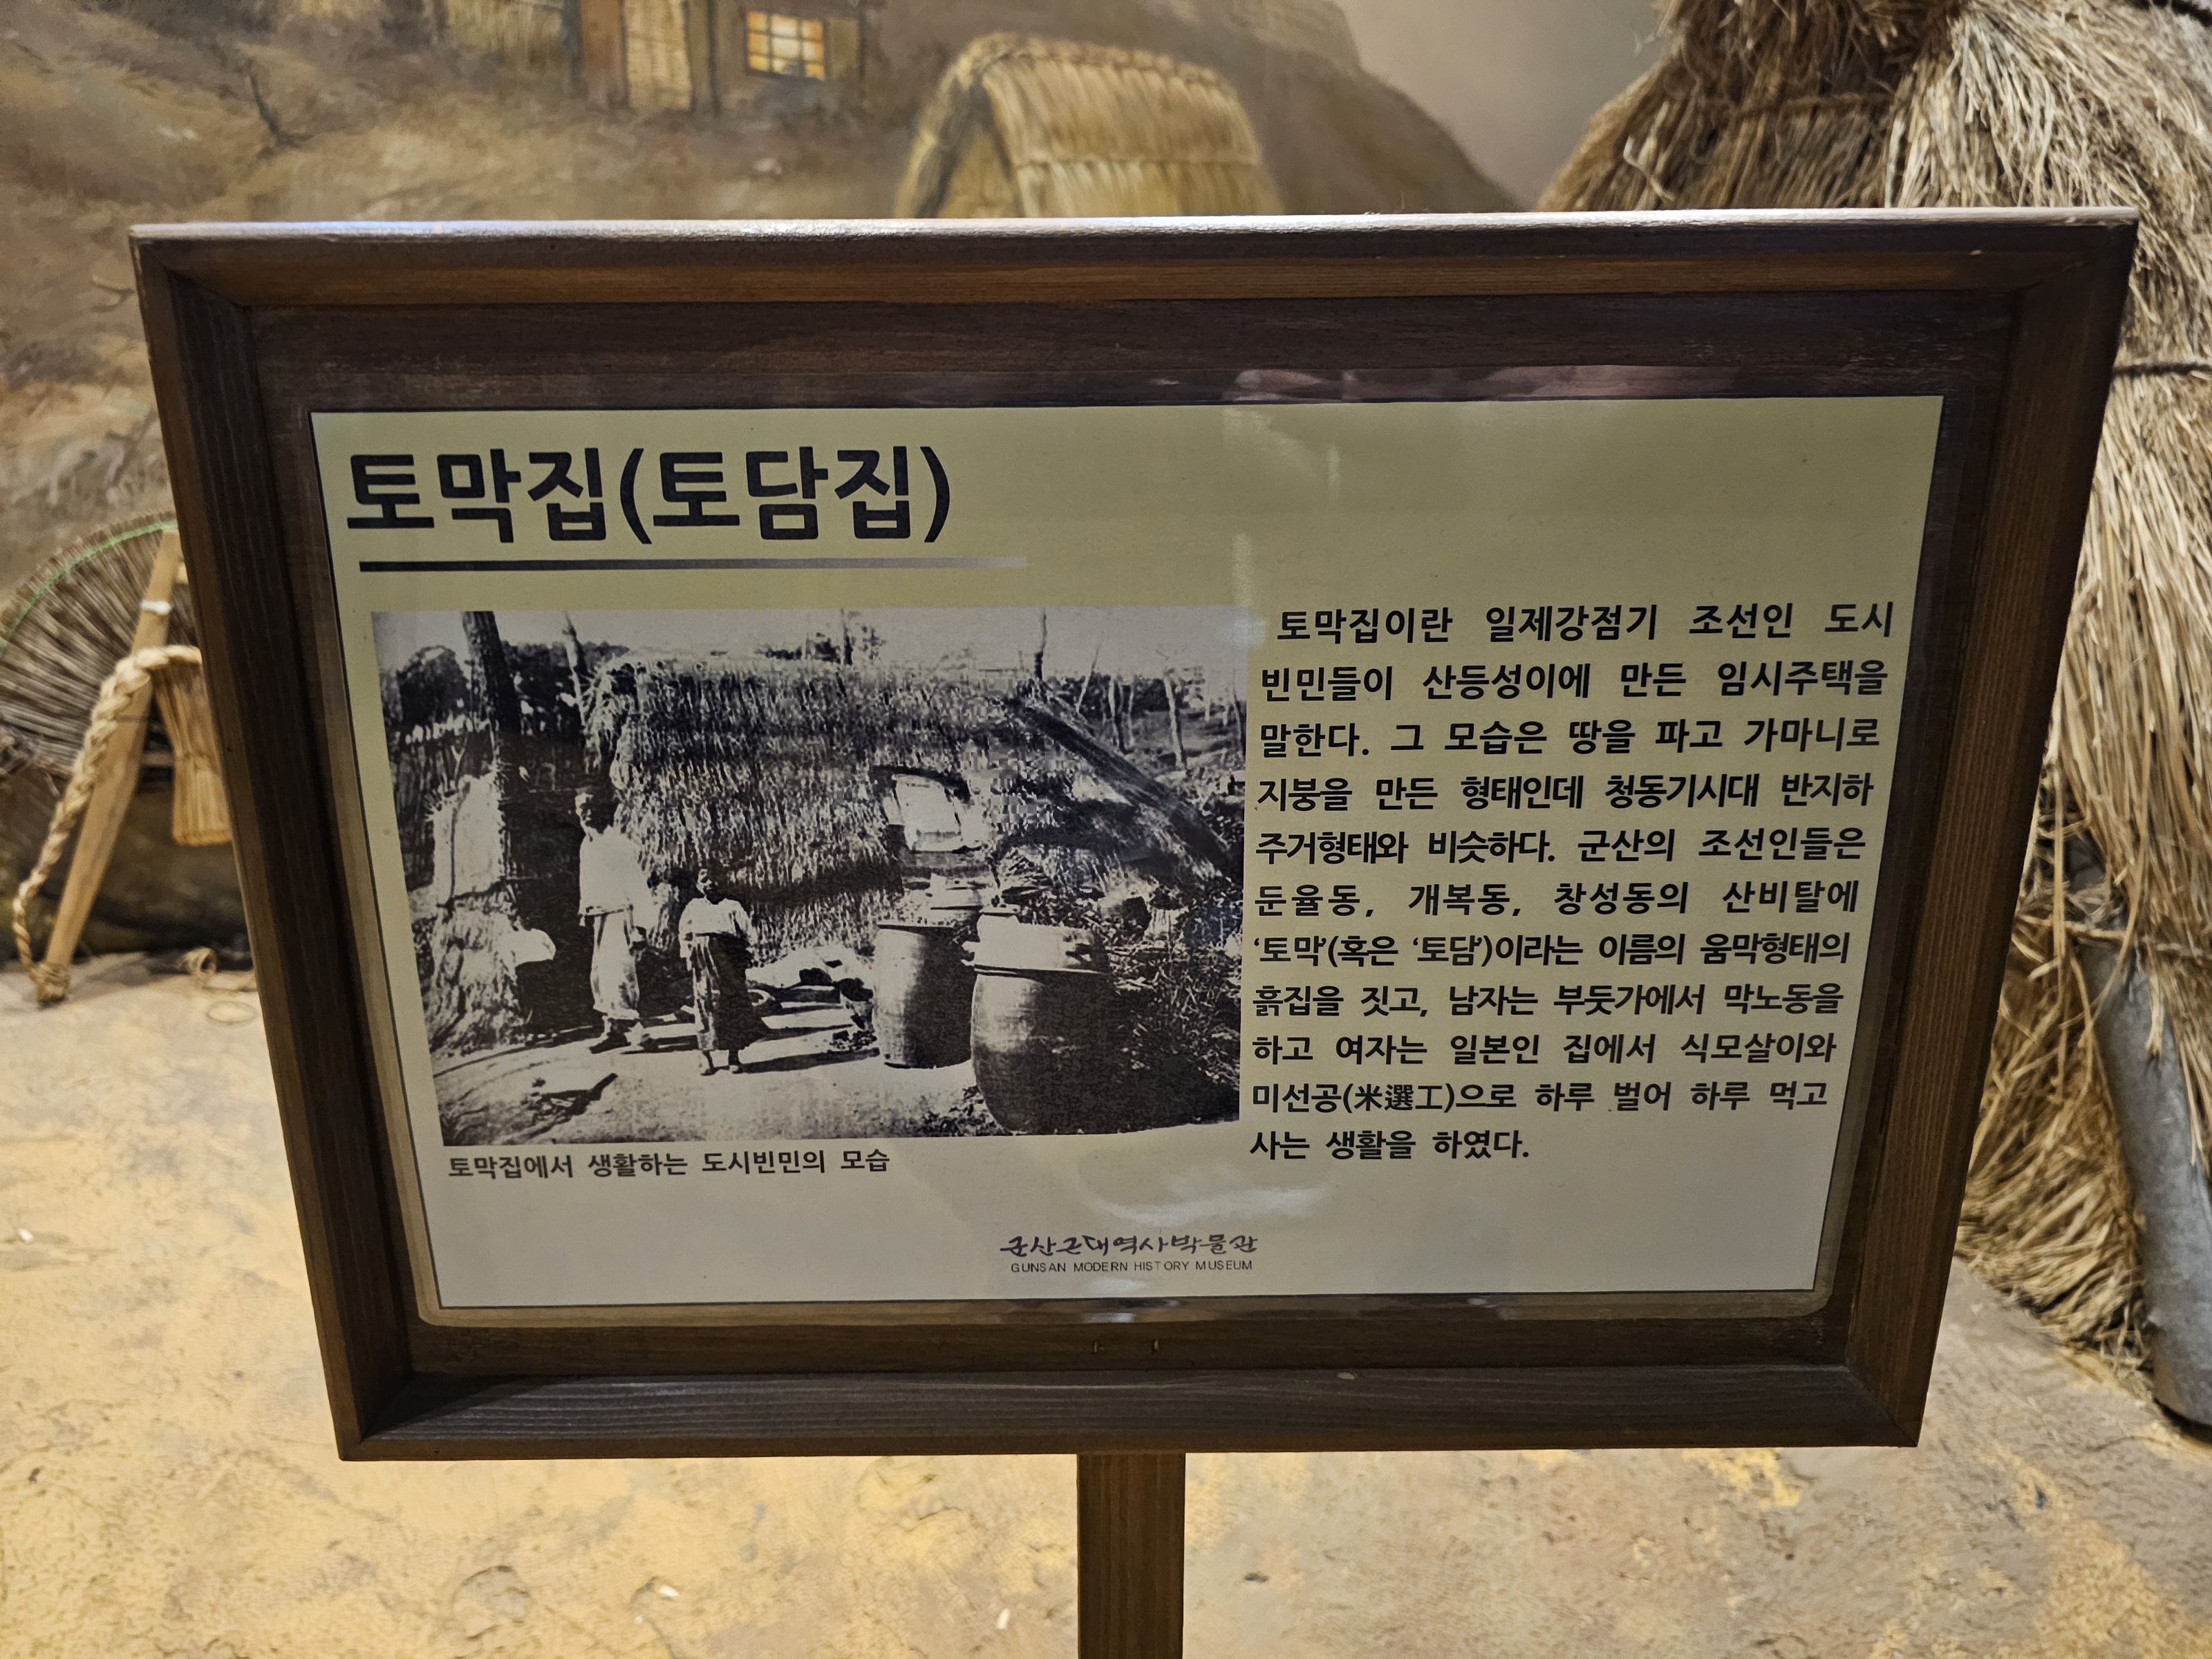 토막집(토담집)
토막집이란 일제강점기 조선인 도시
빈민들이 산등성이에 만든 임시주택을
말한다. 그 모습은 땅을 파고 가마니로
지붕을 만든 형태인데 청동기시대 반지하
주거형태와 비슷하다. 군산의 조선인들은
둔율동, 개복동, 창성동의 산비탈에
‘토막’(혹은 ‘토담’)이라는 이름의 움막형태의
흙집을 짓고, 남자는 부둣가에서 막노동을
하고 여자는 일본인 집에서 식모살이와
미선공(米選工)으로 하루 벌어 하루 먹고
사는 생활을 하였다.
토막집에서 생활하는 도시빈민의 모습
군산근대역사박물관
GUNSAN MODERN HISTORY MUSEUM